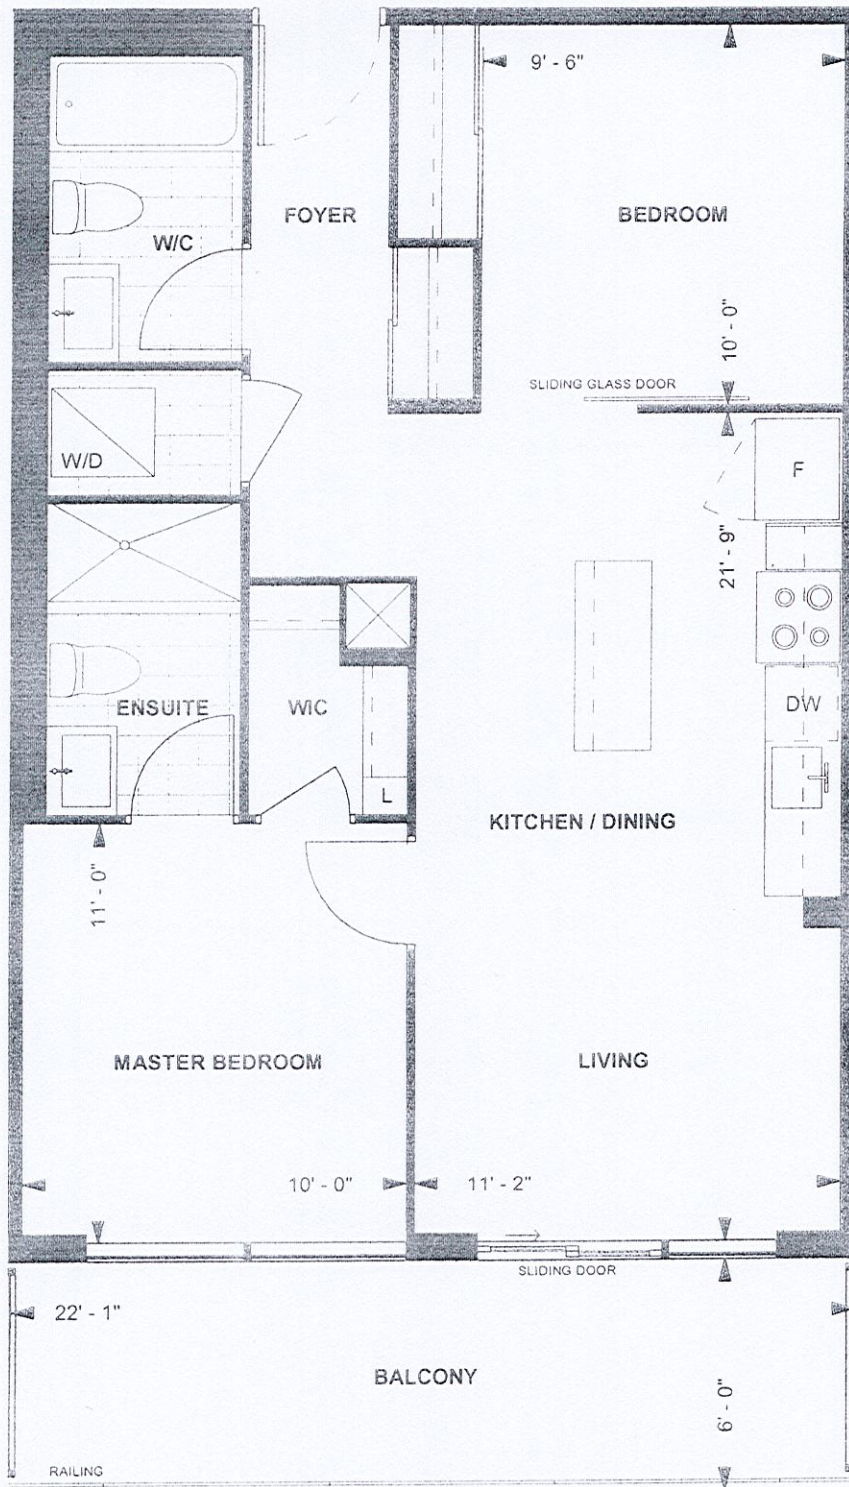 9' - 6"
FOYER
BEDROOM
W/C
10' - 0"
SLIDING GLASS DOOR
W/D
F
21' - 9"
ENSUITE
WIC
DW
L
KITCHEN / DINING
11' - 0"
MASTER BEDROOM
LIVING
10' - 0"
11' - 2"
SLIDING DOOR
22' - 1"
BALCONY
6' - 0"
RAILING